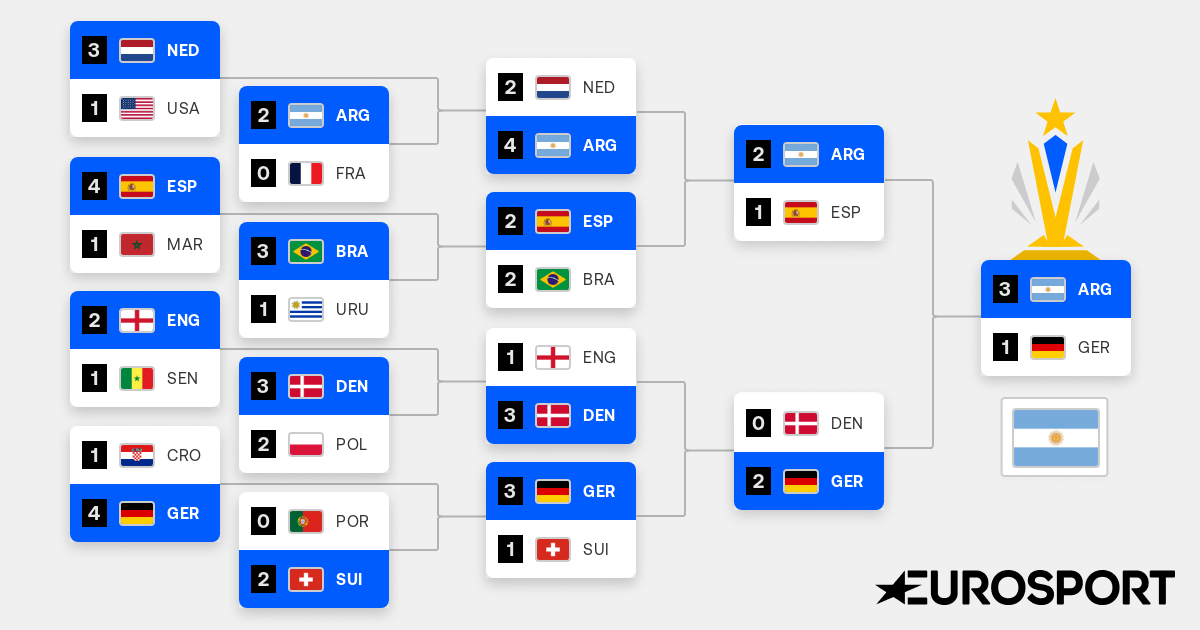 3 NED
1 USA
2 ARG
0 FRA
4 ESP
1 MAR
3 BRA
1 URU
2 ENG
1 SEN
3 DEN
2 POL
1 CRO
4 GER
0 POR
2 SUI
2 NED
4 ARG
2 ESP
2 BRA
1 ENG
3 DEN
3 GER
1 SUI
2 ARG
1 ESP
0 DEN
2 GER
3 ARG
1 GER
EUROSPORT